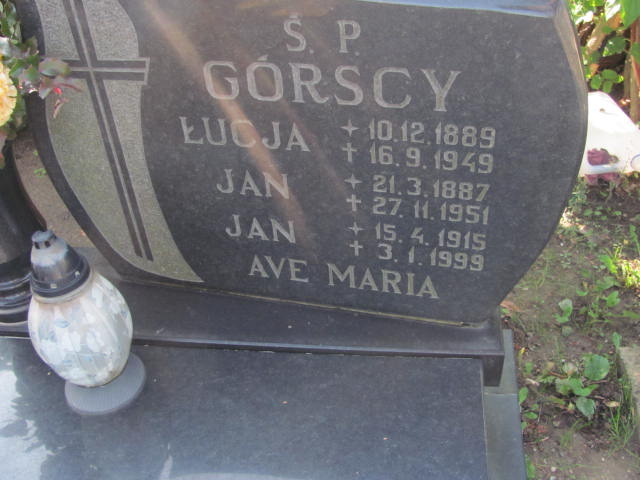 Ś. P.
GÓRSCY
ŁUCJA ✦ 10.12.1889
✝ 16.9.1949
JAN ✦ 21.3.1887
✝ 27.11.1951
JAN ✦ 15.4.1915
✝ 3.1.1999
AVE MARIA